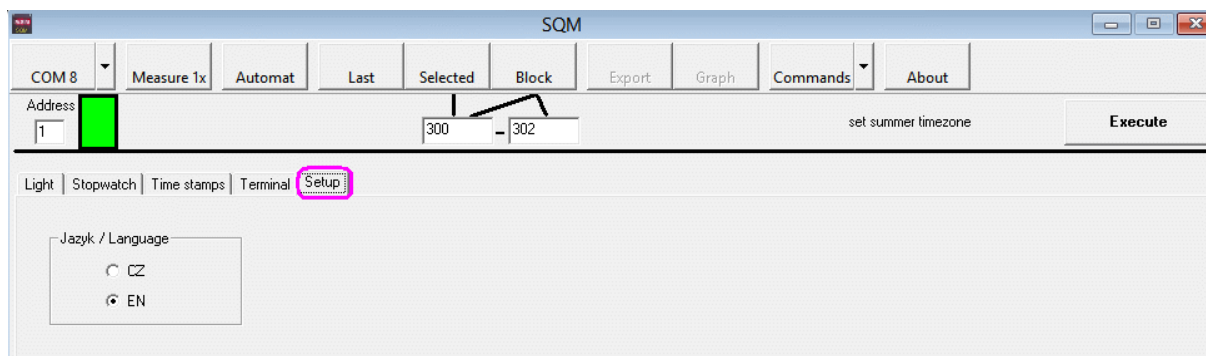 SQM
COM 8 Measure 1x Automat Last Selected Block Export Graph Commands About
Address
1 300 - 302 set summer timezone Execute
Light Stopwatch Time stamps Terminal Setup
Jazyk / Language
CZ
EN